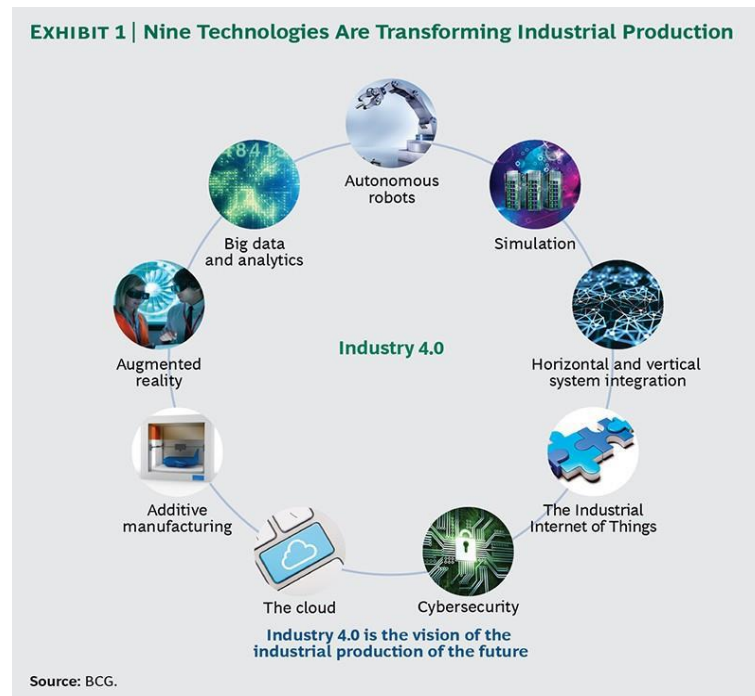 EXHIBIT 1 | Nine Technologies Are Transforming Industrial Production
18415
Autonomous
robots
Simulation
Big data
and analytics
Horizontal and vertical
system integration
Augmented
reality
Industry 4.0
The Industrial
Internet of Things
Additive
manufacturing
Cybersecurity
The cloud
Industry 4.0 is the vision of the
industrial production of the future
Source: BCG.